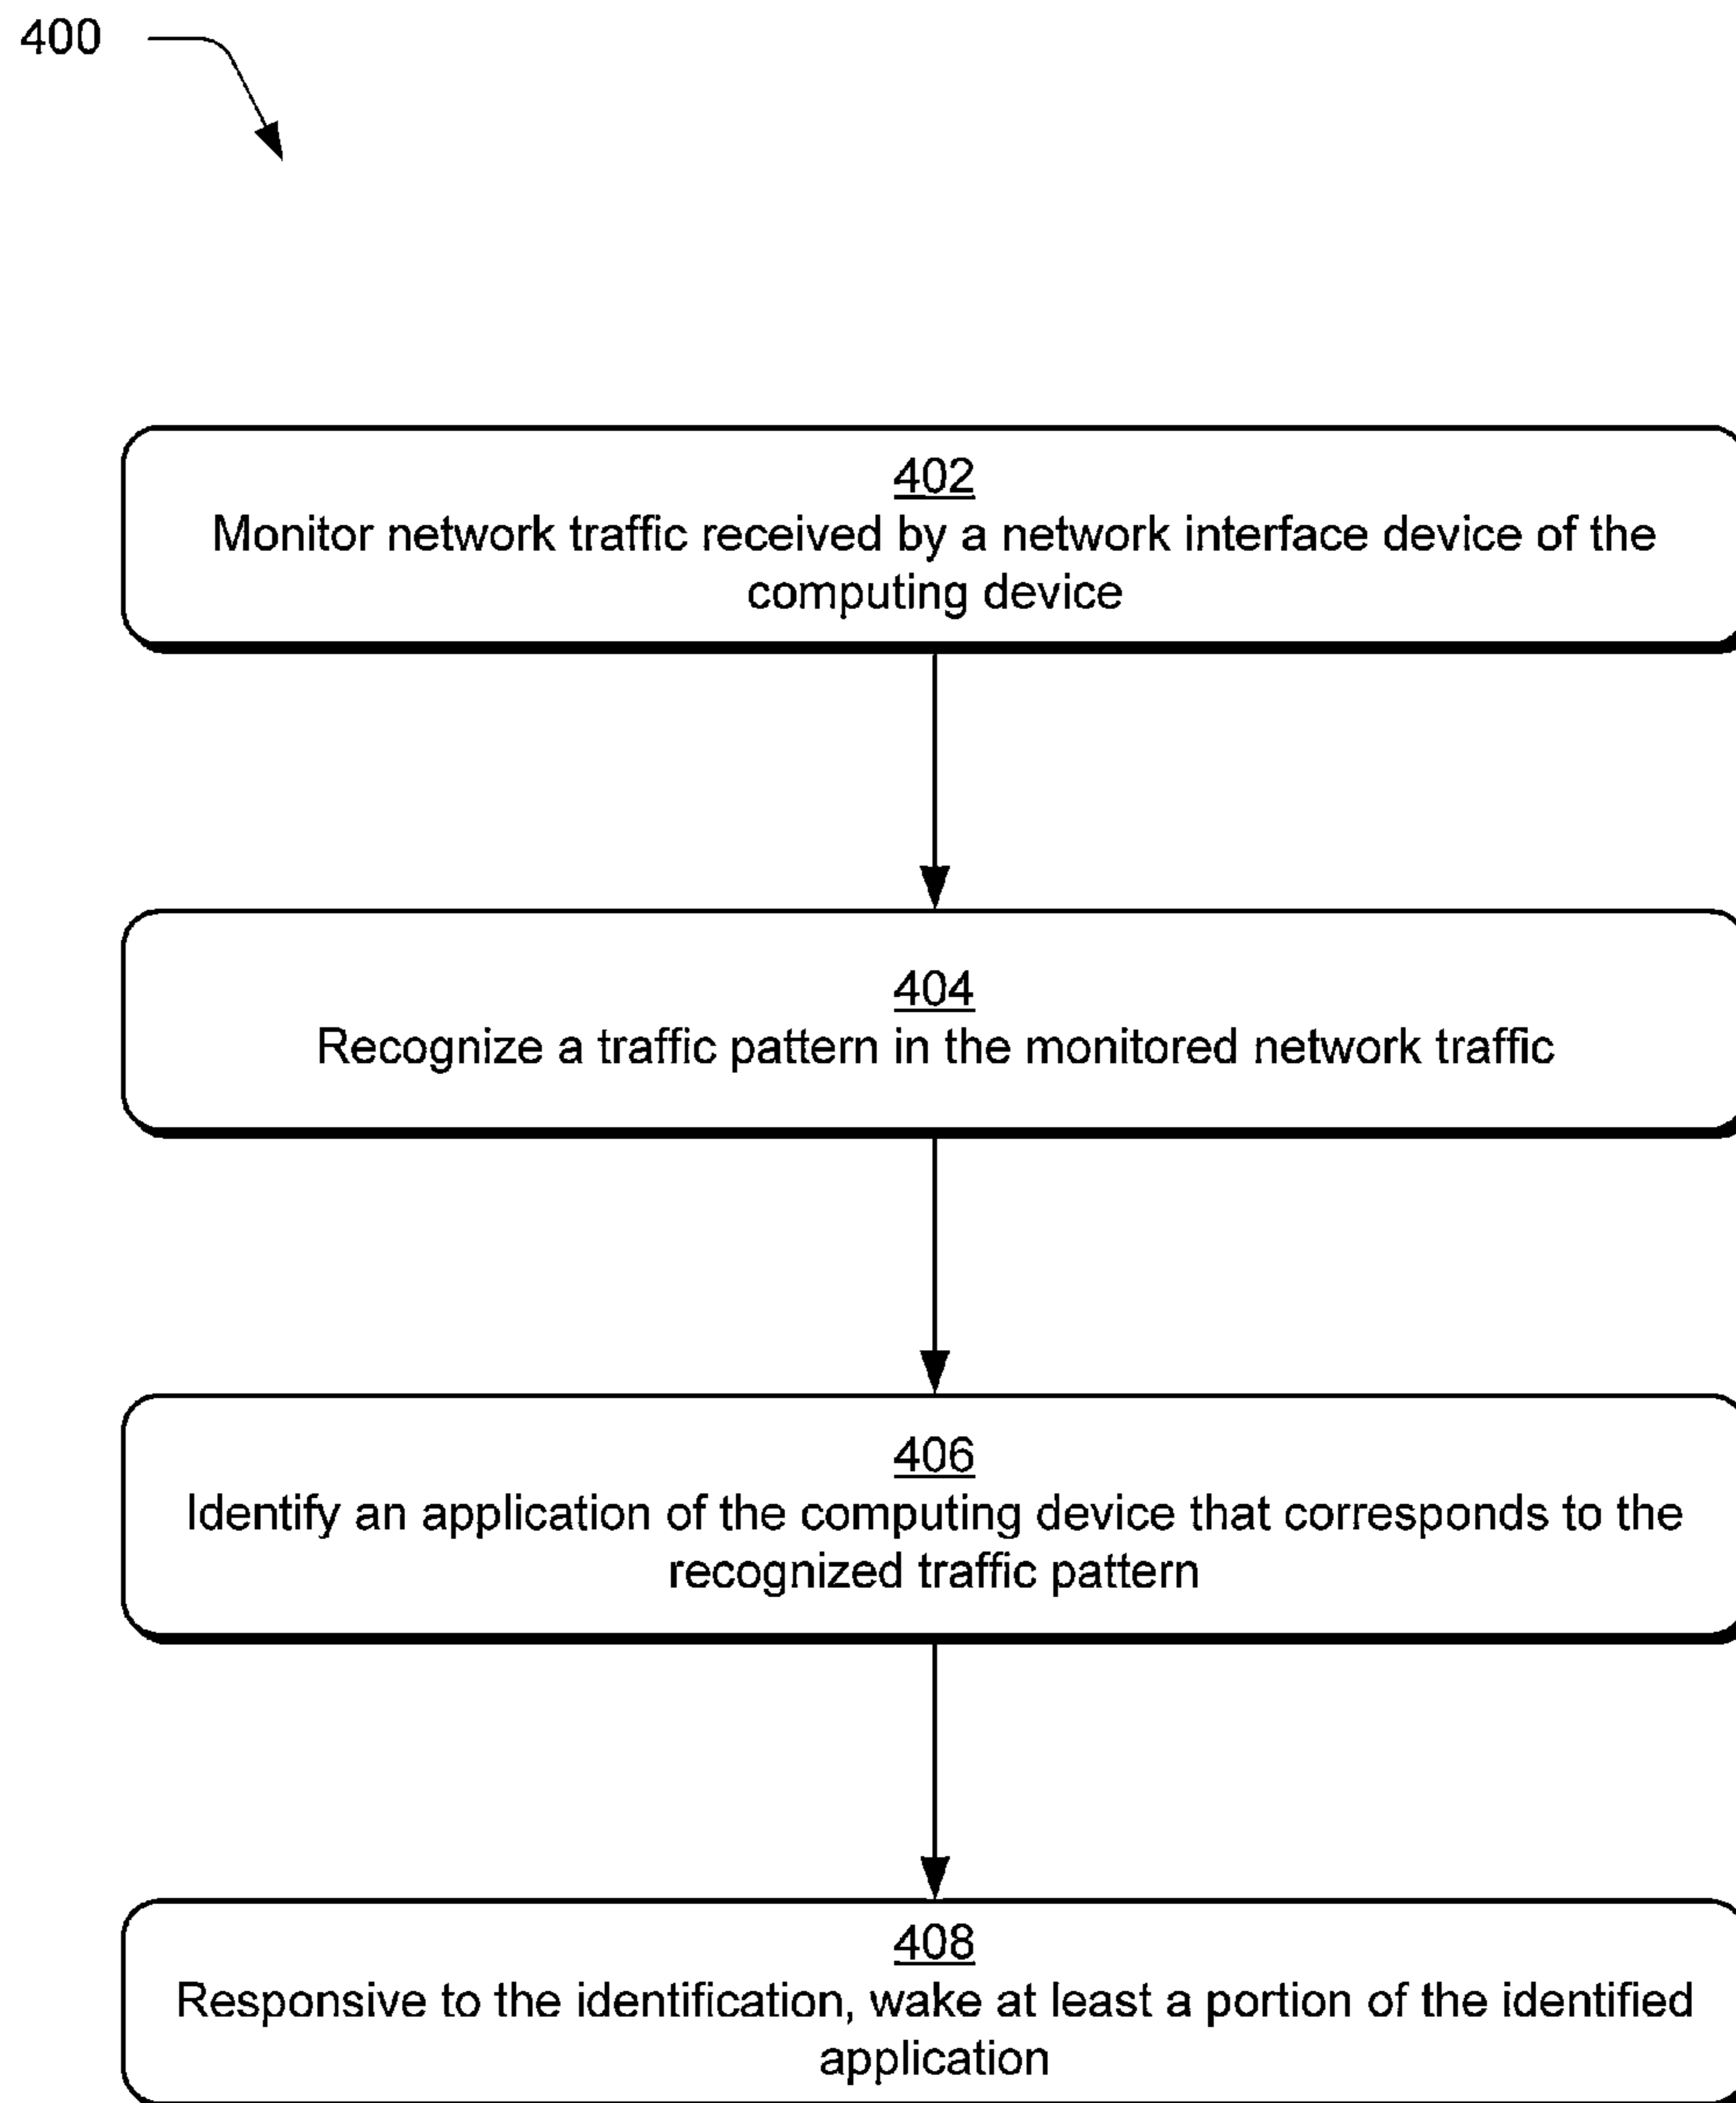 400
402
Monitor network traffic received by a network interface device of the
computing device
404
Recognize a traffic pattern in the monitored network traffic
406
Identify an application of the computing device that corresponds to the
recognized traffic pattern
408
Responsive to the identification, wake at least a portion of the identified
application